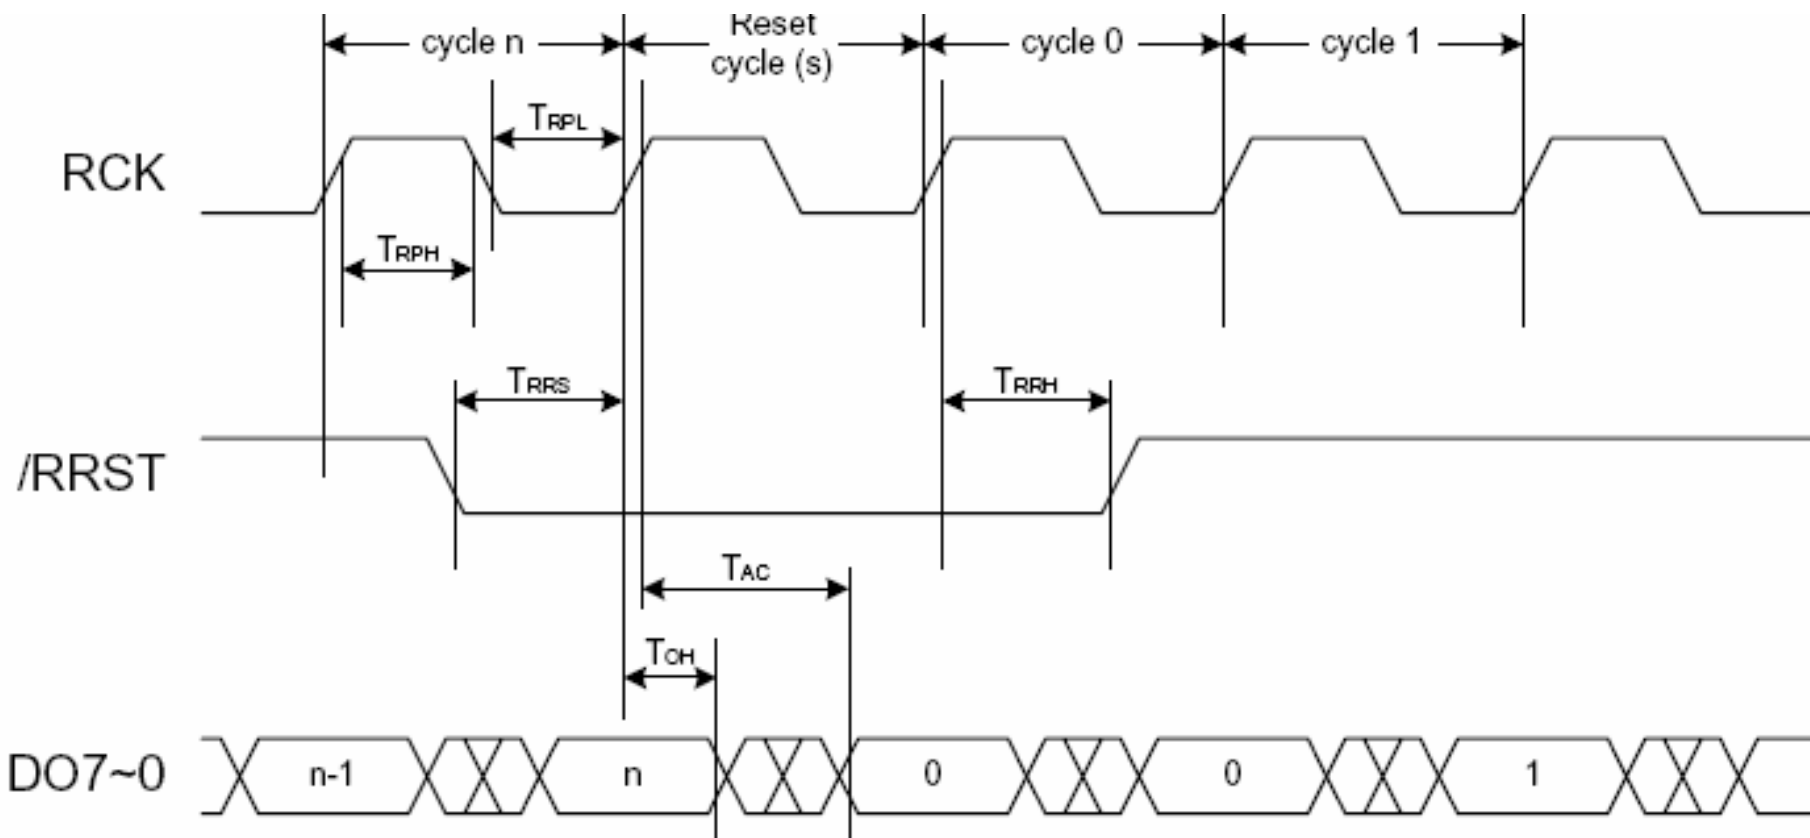 cycle n
Reset
cycle (s)
cycle 0
cycle 1
TRPL
RCK
TRPH
TRRS
TRRH
/RRST
TAC
TOH
DO7~0
n-1
n
0
0
1